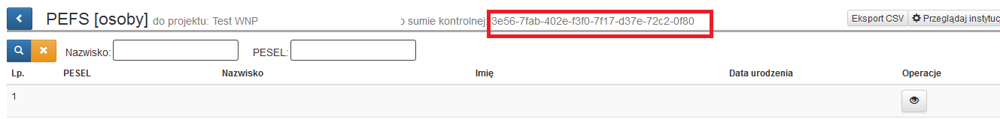 PEFS [osoby] do projektu: Test WNP o sumie kontrolnej: 3e56-7fab-402e-f3f0-7f17-d37e-72c2-0f80 Eksport CSV Przeglądaj instytuc
Nazwisko: PESEL:
Lp. PESEL Nazwisko Imię Data urodzenia Operacje
1